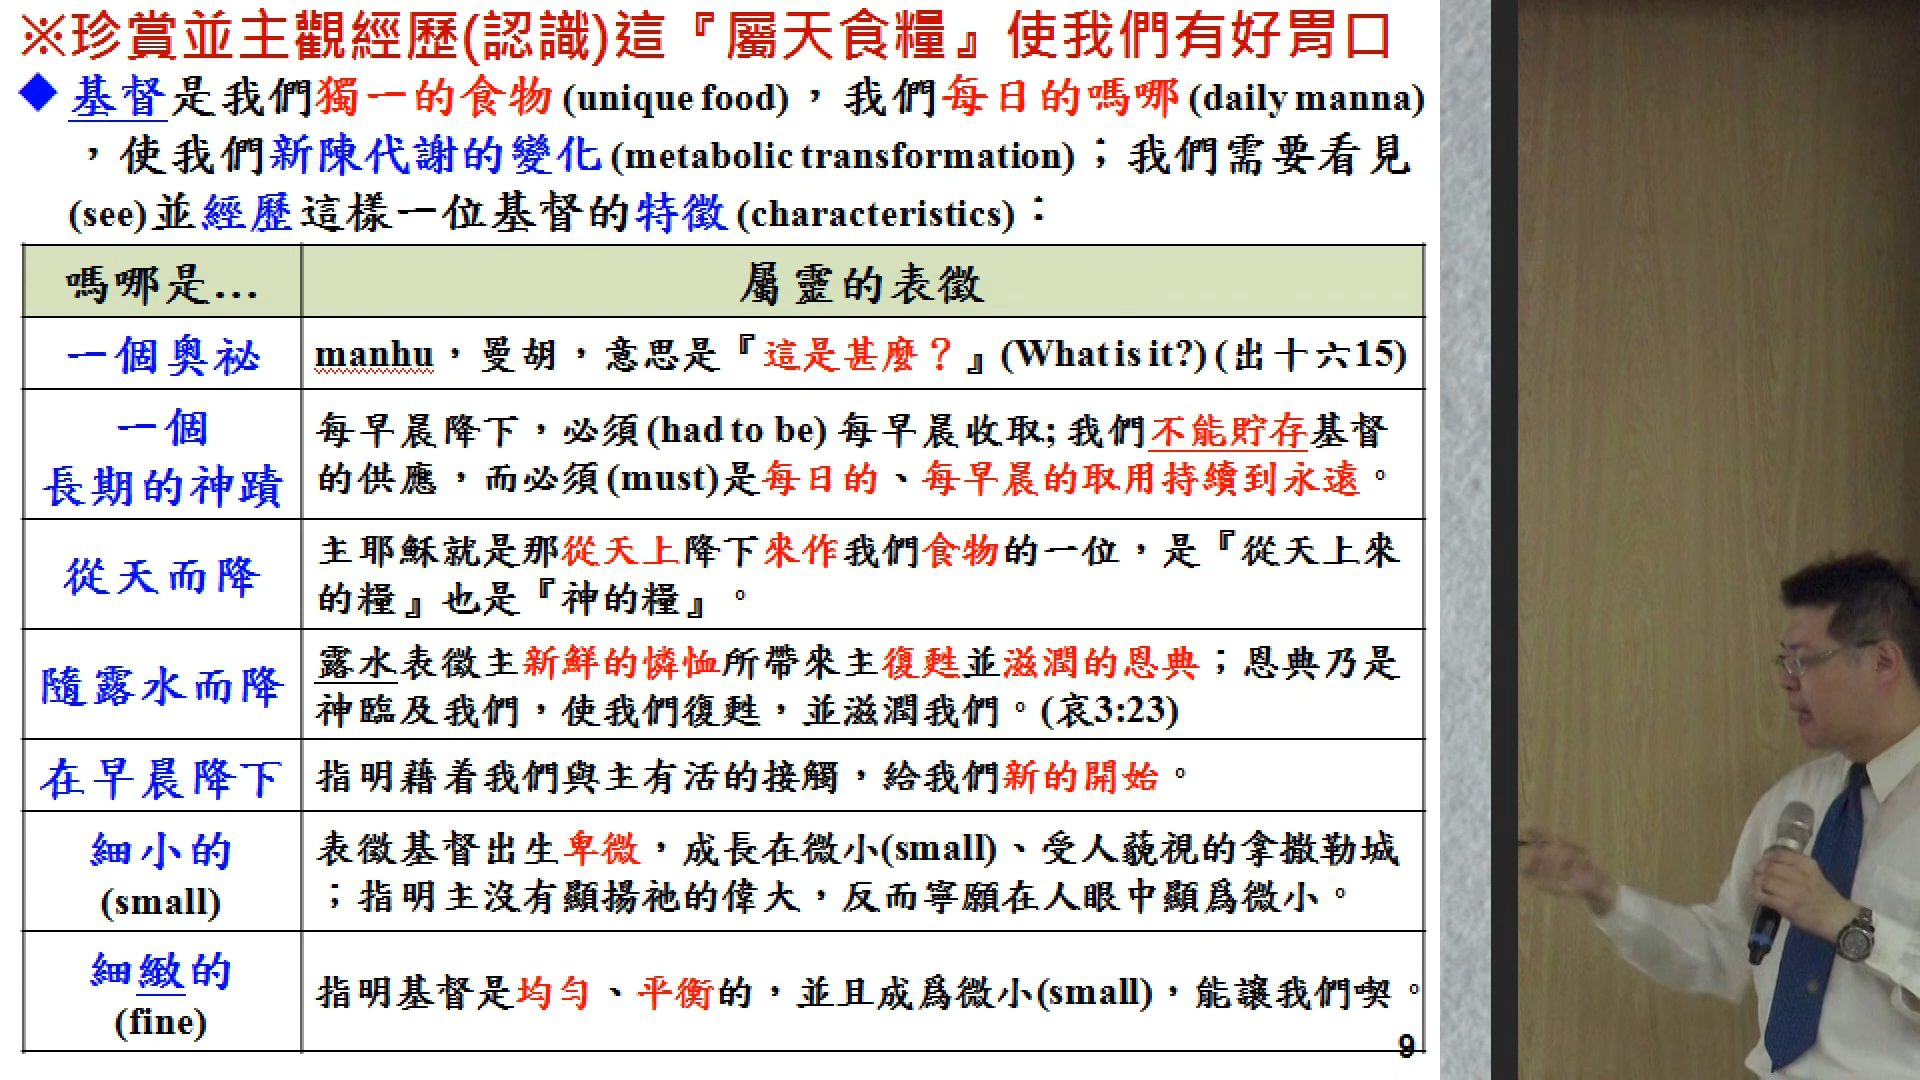 ※珍賞並主觀經歷(認識)這『屬天食糧』使我們有好胃口
◆基督是我們獨一的食物(unique food)，我們每日的嗎哪(daily manna)
，使我們新陳代謝的變化(metabolic transformation)；我們需要看見
(see)並經歷這樣一位基督的特徵(characteristics)：
嗎哪是…
屬靈的表徵
一個奧祕
manhu，曼胡，意思是『這是甚麼？』(What is it?) (出十六15)
一個
長期的神蹟
每早晨降下，必須(had to be) 每早晨收取; 我們不能貯存基督
的供應，而必須(must)是每日的、每早晨的取用持續到永遠。
從天而降
主耶穌就是那從天上降下來作我們食物的一位，是『從天上來
的糧』也是『神的糧』。
隨露水而降
露水表徵主新鮮的憐恤所帶來主復甦並滋潤的恩典；恩典乃是
神臨及我們，使我們復甦，並滋潤我們。(哀3:23)
在早晨降下
指明藉着我們與主有活的接觸，給我們新的開始。
細小的
(small)
表徵基督出生卑微，成長在微小(small)、受人藐視的拿撒勒城
；指明主沒有顯揚祂的偉大，反而寧願在人眼中顯爲微小。
細緻的
(fine)
指明基督是均勻、平衡的，並且成爲微小(small)，能讓我們喫。
9